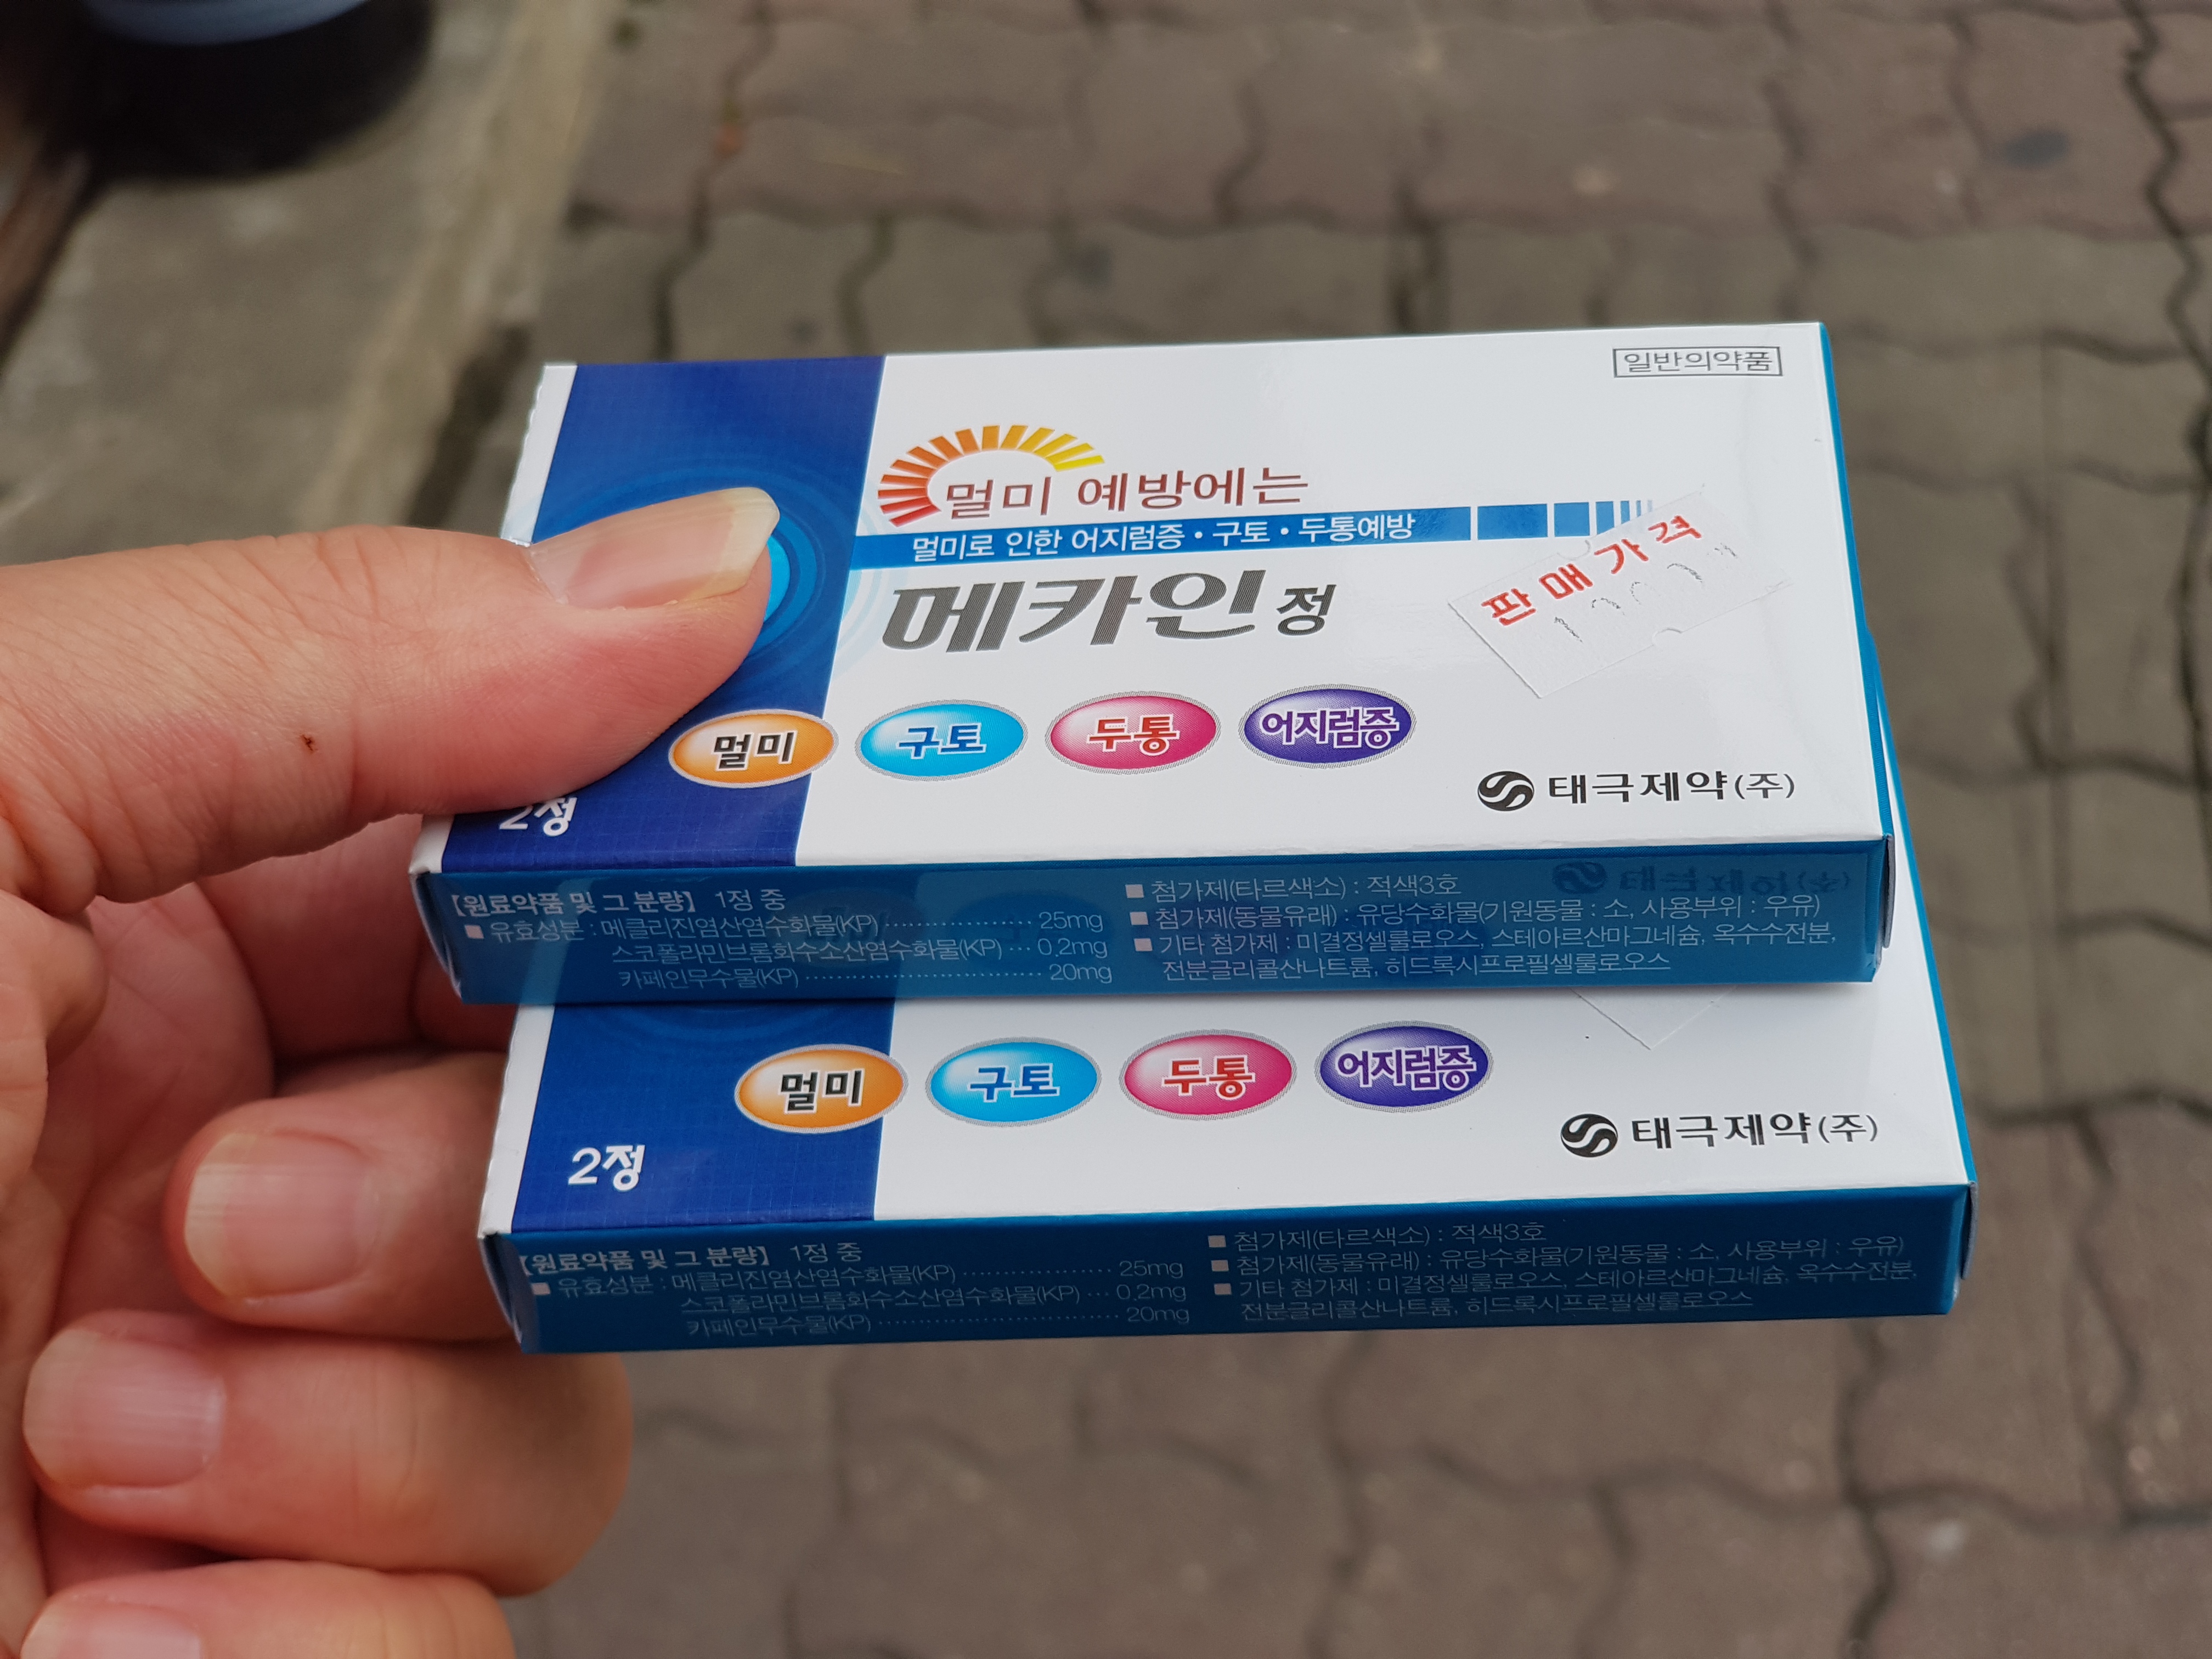 일반의약품
멀미 예방에는
멀미로 인한 어지럼증 • 구토 • 두통예방
판매가격
메카인정
멀미 구토 두통 어지럼증
2정
태극제약(주)
【원료약품 및 그 분량】 1정 중
■ 유효성분 : 메클리진염산염수화물(KP) ·················· 25mg
스코폴라민브롬화수소산염수화물(KP) ··· 0.2mg
카페인무수물(KP) ······························ 20mg
■ 첨가제(타르색소) : 적색3호
■ 첨가제(동물유래) : 유당수화물(기원동물 : 소, 사용부위 : 우유)
■ 기타 첨가제 : 미결정셀룰로오스, 스테아르산마그네슘, 옥수수전분,
전분글리콜산나트륨, 히드록시프로필셀룰로오스
멀미 구토 두통 어지럼증
2정
태극제약(주)
【원료약품 및 그 분량】 1정 중
■ 유효성분 : 메클리진염산염수화물(KP) ·················· 25mg
스코폴라민브롬화수소산염수화물(KP) ··· 0.2mg
카페인무수물(KP) ······························ 20mg
■ 첨가제(타르색소) : 적색3호
■ 첨가제(동물유래) : 유당수화물(기원동물 : 소, 사용부위 : 우유)
■ 기타 첨가제 : 미결정셀룰로오스, 스테아르산마그네슘, 옥수수전분,
전분글리콜산나트륨, 히드록시프로필셀룰로오스